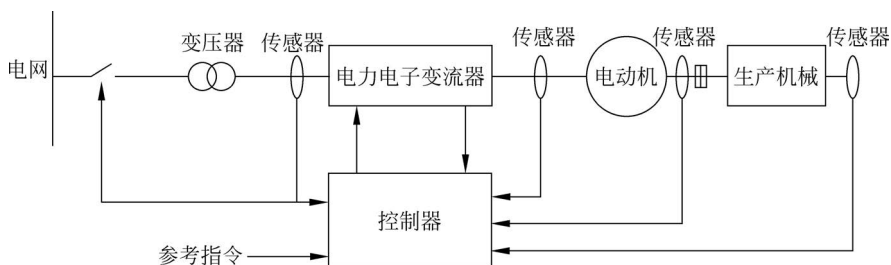 变压器
传感器
传感器
传感器
传感器
电网
电力电子变流器
电动机
生产机械
控制器
参考指令